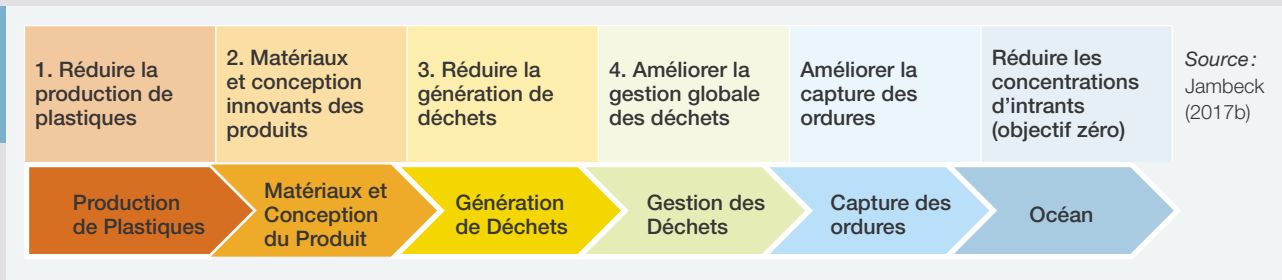 1. Réduire la
production de
plastiques
2. Matériaux
et conception
innovants des
produits
3. Réduire la
génération de
déchets
4. Améliorer la
gestion globale
des déchets
Améliorer la
capture des
ordures
Réduire les
concentrations
d’intrants
(objectif zéro)
Source :
Jambeck
(2017b)
Production
de Plastiques
Matériaux et
Conception
du Produit
Génération
de Déchets
Gestion des
Déchets
Capture des
ordures
Océan